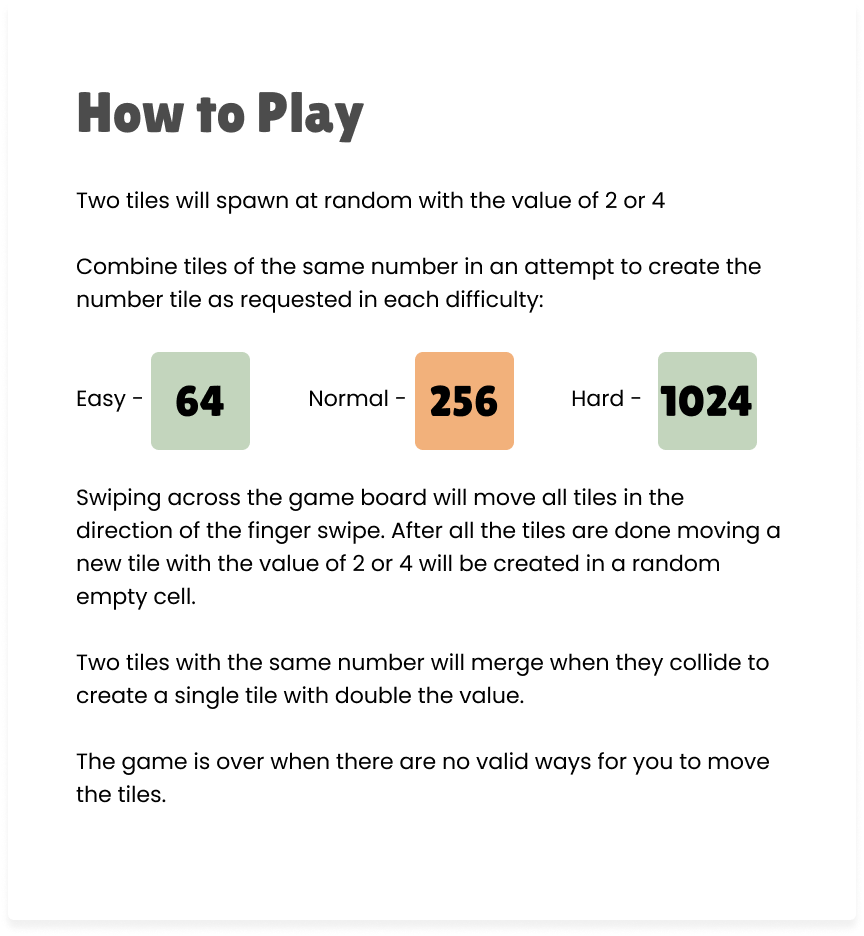 How to Play
Two tiles will spawn at random with the value of 2 or 4
Combine tiles of the same number in an attempt to create the
number tile as requested in each difficulty:
Easy - 64 Normal - 256 Hard - 1024
Swiping across the game board will move all tiles in the
direction of the finger swipe. After all the tiles are done moving a
new tile with the value of 2 or 4 will be created in a random
empty cell.
Two tiles with the same number will merge when they collide to
create a single tile with double the value.
The game is over when there are no valid ways for you to move
the tiles.